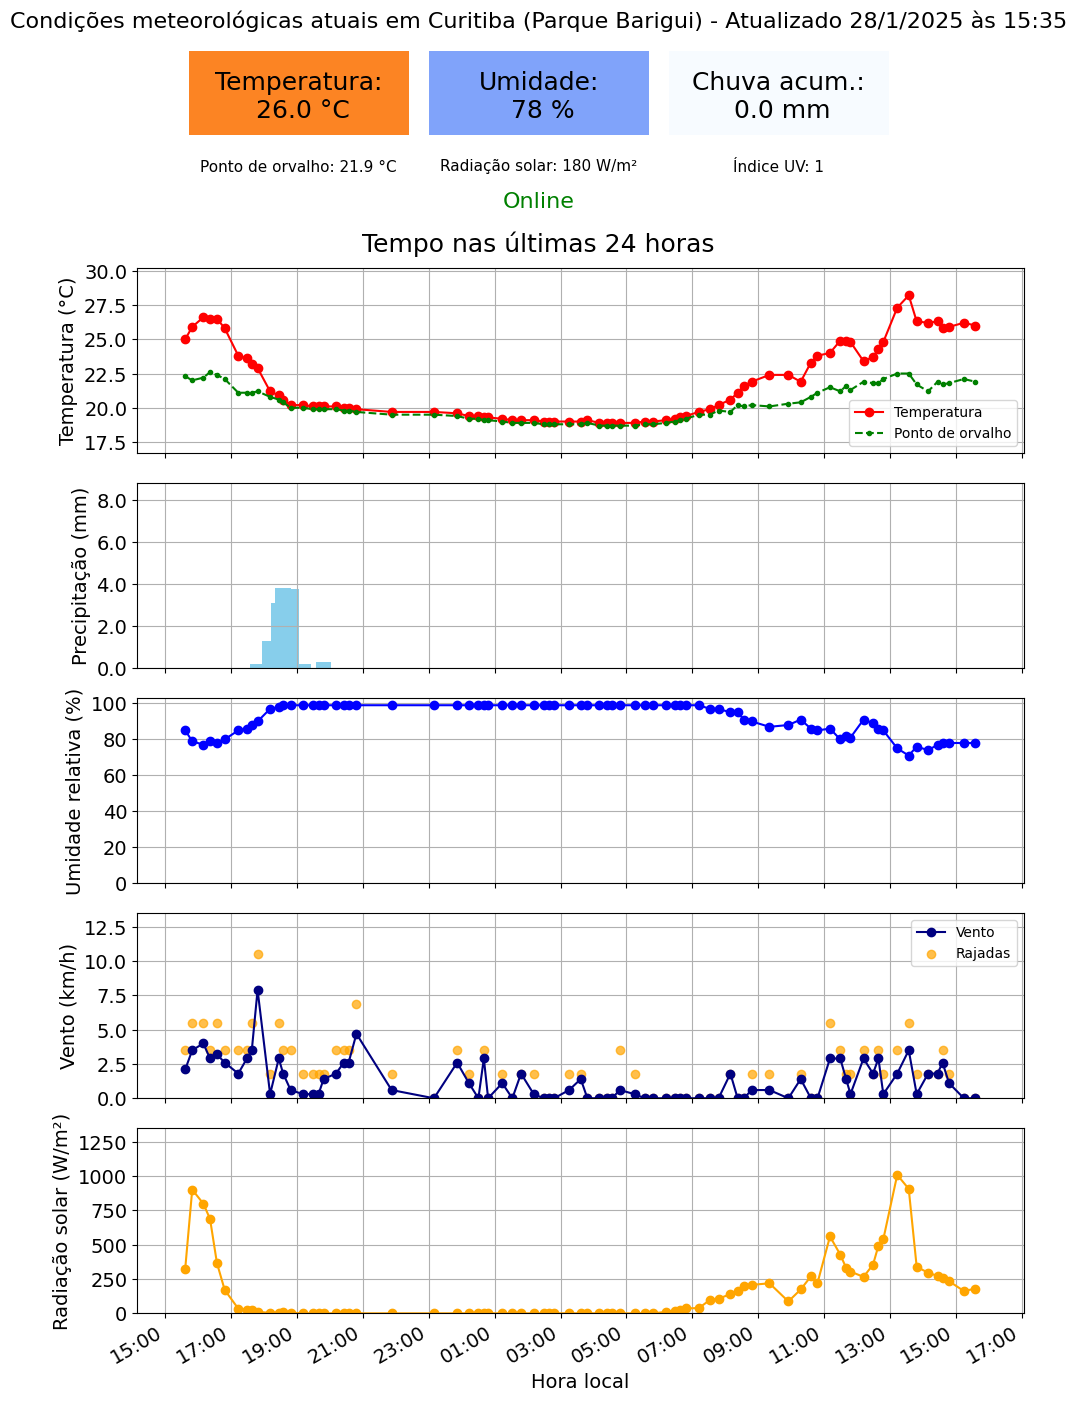 Condições meteorológicas atuais em Curitiba (Parque Barigui) - Atualizado 28/1/2025 às 15:35
Temperatura:
26.0 °C
Umidade:
78 %
Chuva acum.:
0.0 mm
Ponto de orvalho: 21.9 °C
Radiação solar: 180 W/m²
Índice UV: 1
Online
Tempo nas últimas 24 horas
Temperatura (°C)
30.0
27.5
25.0
22.5
20.0
17.5
Temperatura
Ponto de orvalho
Precipitação (mm)
8.0
6.0
4.0
2.0
0.0
Umidade relativa (%)
100
80
60
40
20
0
Vento (km/h)
12.5
10.0
7.5
5.0
2.5
0.0
Vento
Rajadas
Radiação solar (W/m²)
1250
1000
750
500
250
0
15:00
17:00
19:00
21:00
23:00
01:00
03:00
05:00
07:00
09:00
11:00
13:00
15:00
17:00
Hora local